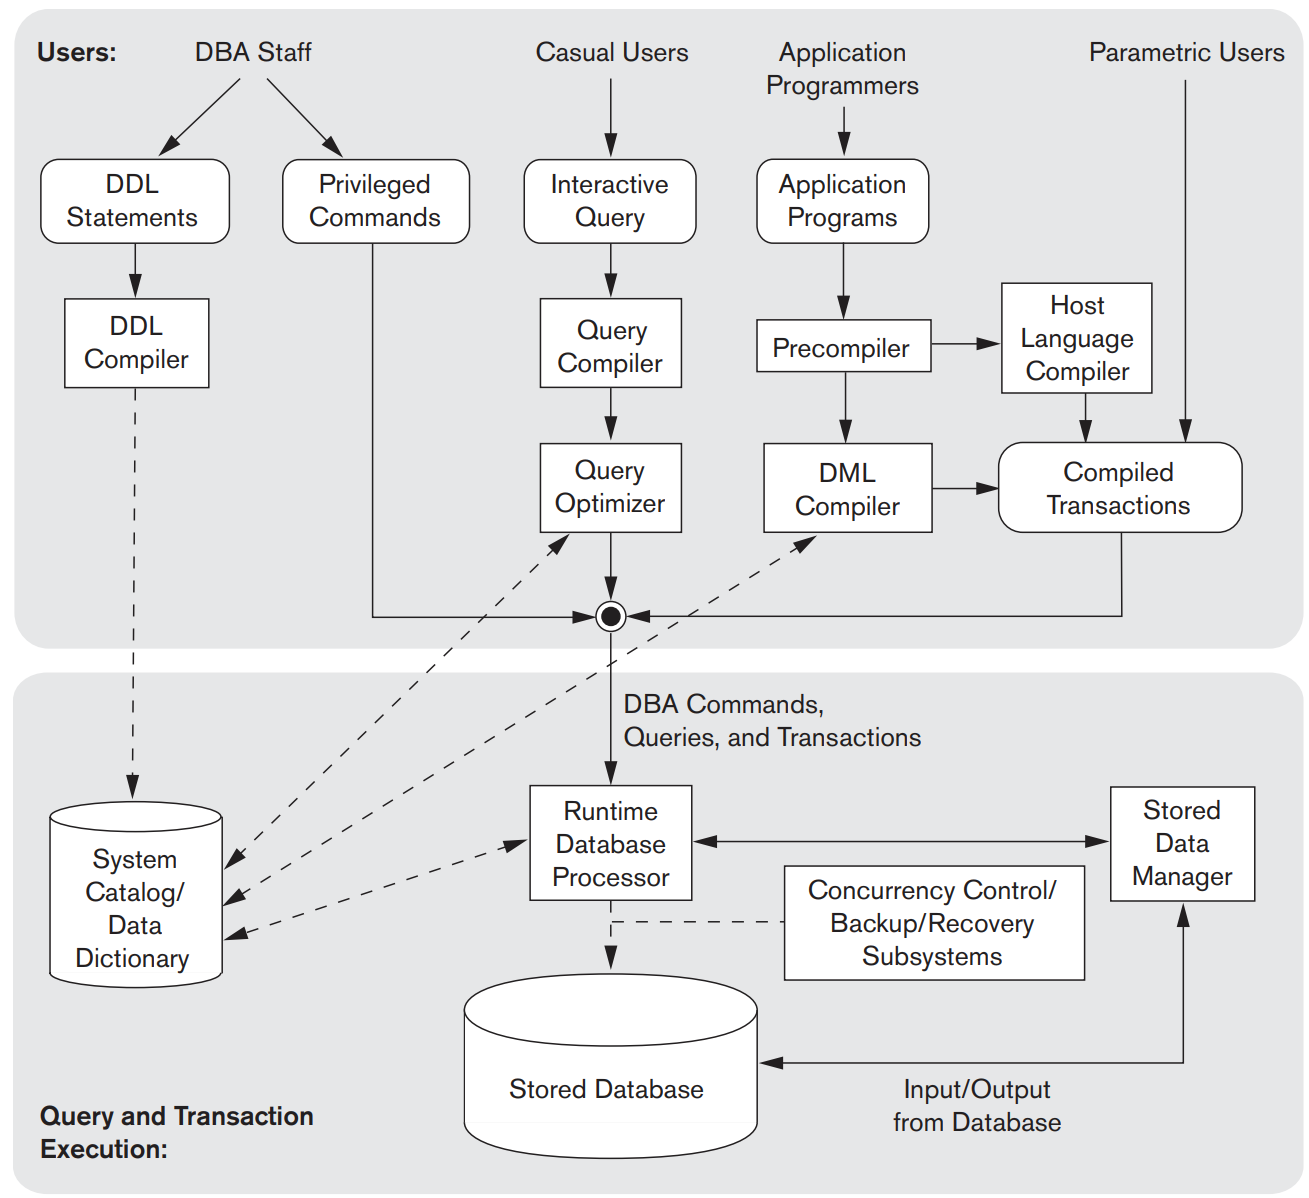 Users:
DBA Staff
Casual Users
Application
Programmers
Parametric Users
DDL
Statements
Privileged
Commands
Interactive
Query
Application
Programs
DDL
Compiler
Query
Compiler
Precompiler
Host
Language
Compiler
Query
Optimizer
DML
Compiler
Compiled
Transactions
DBA Commands,
Queries, and Transactions
System
Catalog/
Data
Dictionary
Runtime
Database
Processor
Stored
Data
Manager
Concurrency Control/
Backup/Recovery
Subsystems
Stored Database
Input/Output
from Database
Query and Transaction
Execution: